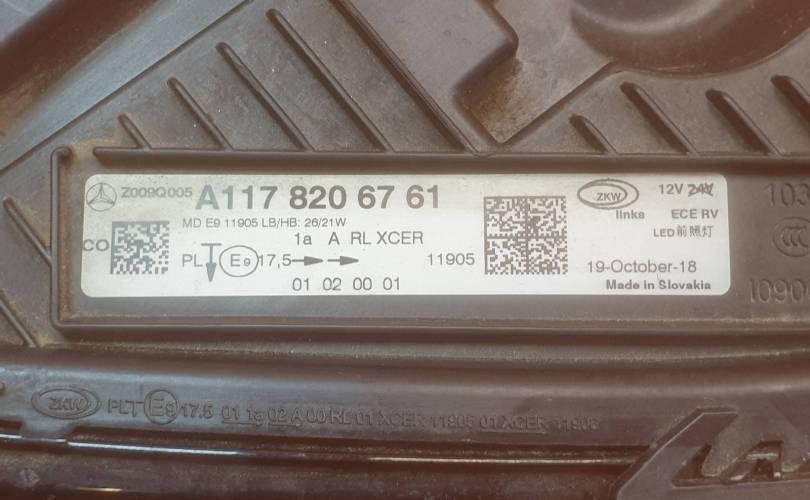 Z009Q005 A117 820 67 61
MD E9 11905 LB/HB: 26/21W
CO
1a A RL XCER
PL E9 17,5 11905
01 02 00 01
ZKW 12V 24V
links ECE RV
LED前照灯
19-October-18
Made in Slovakia
103
CCC
ZKW PLT E9 17.5 01 1a 02 A 00 RL 01 XCER 11905 01 XCER 11905